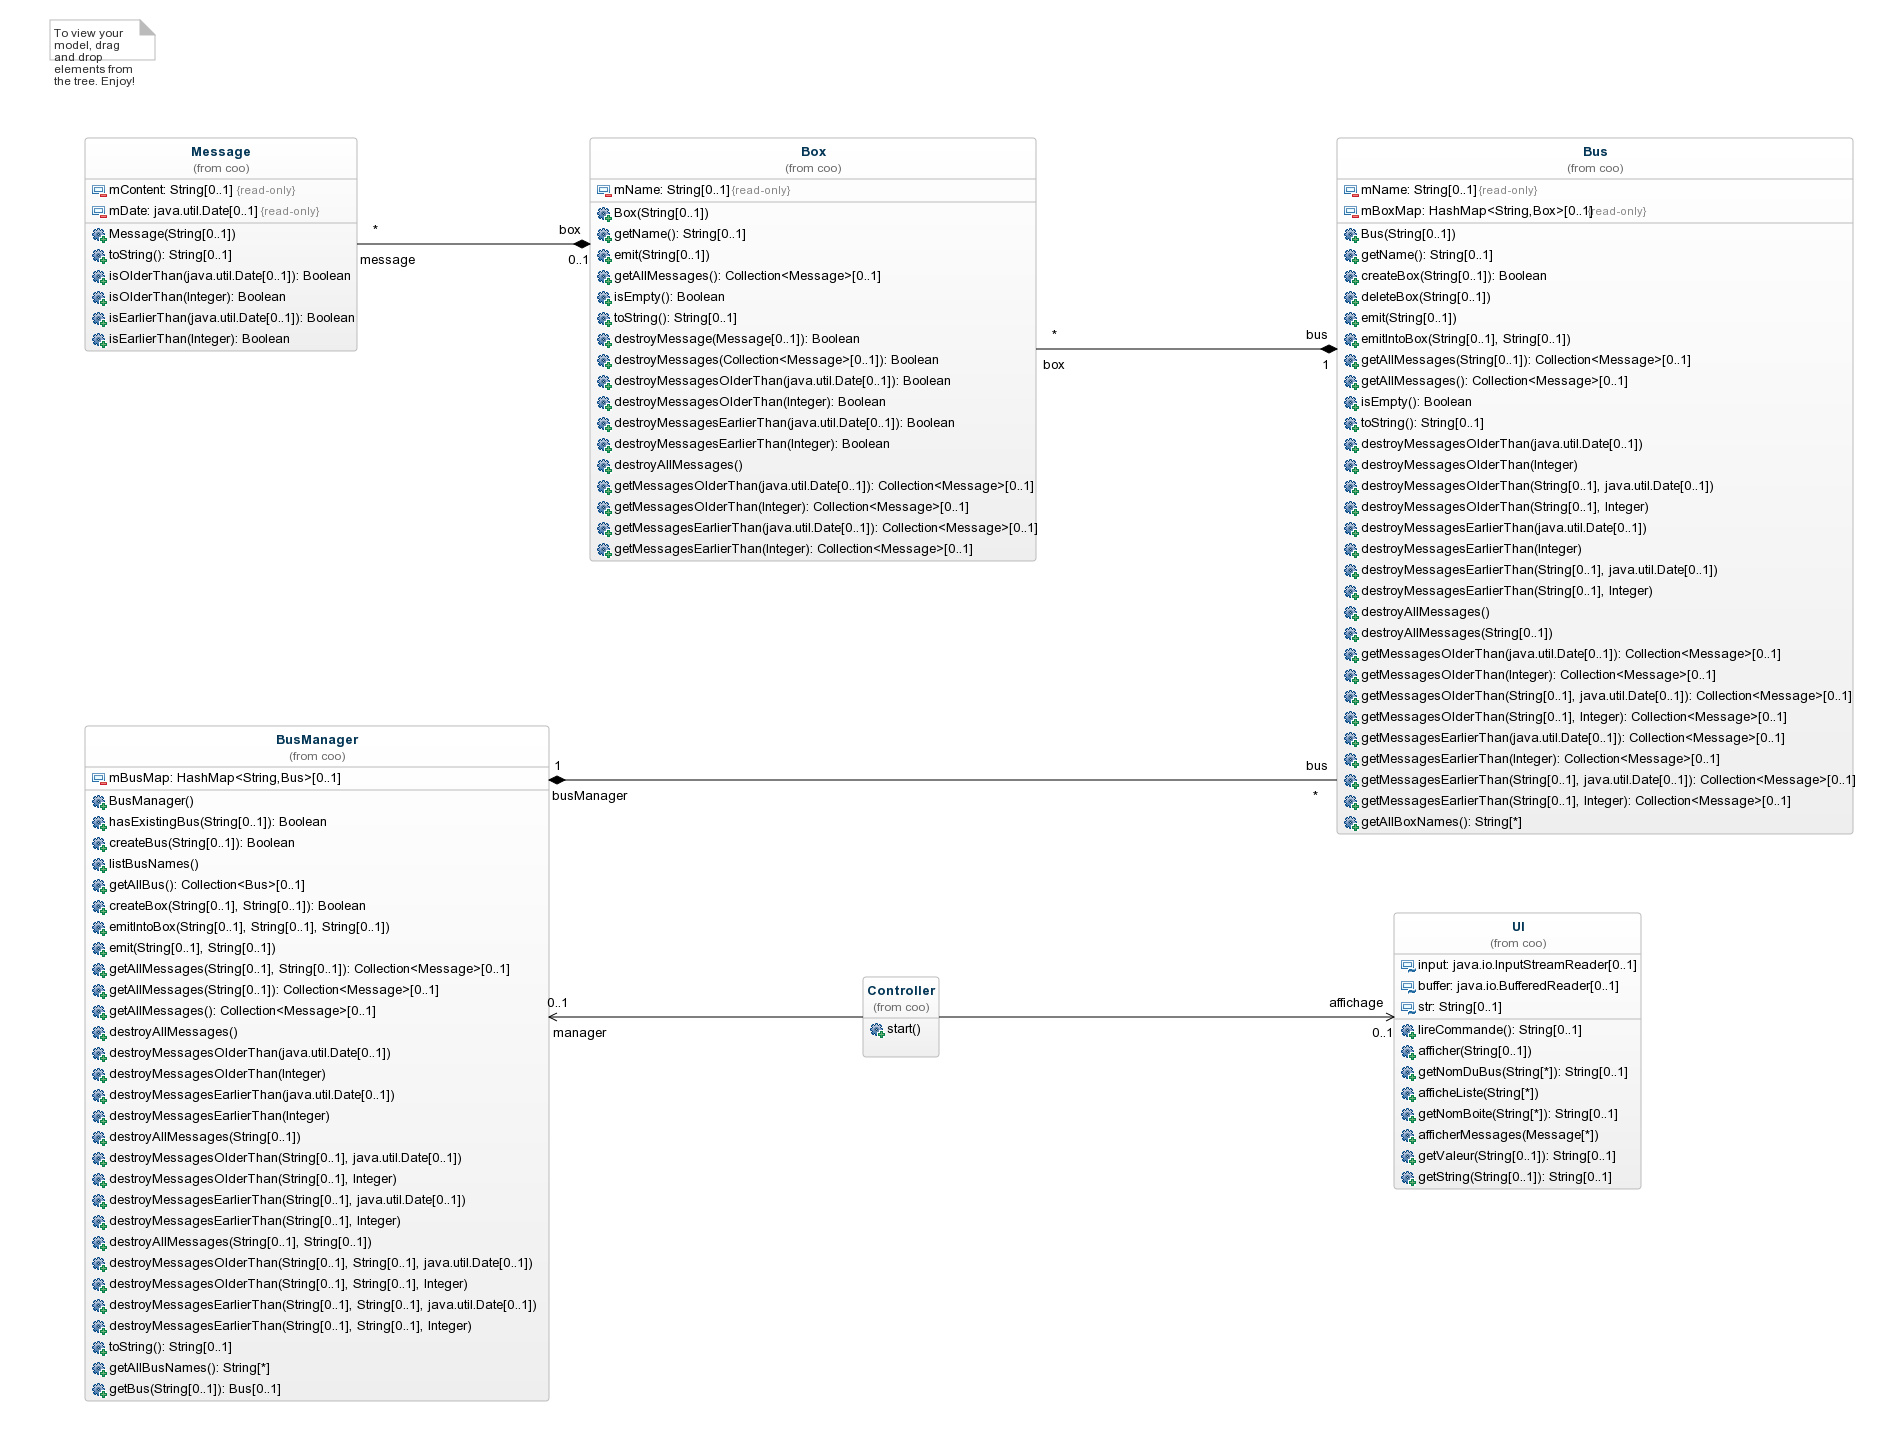 To view your
model, drag
and drop
elements from
the tree. Enjoy!
Message
(from coo)
mContent: String[0..1] {read-only}
mDate: java.util.Date[0..1] {read-only}
Message(String[0..1])
toString(): String[0..1]
isOlderThan(java.util.Date[0..1]): Boolean
isOlderThan(Integer): Boolean
isEarlierThan(java.util.Date[0..1]): Boolean
isEarlierThan(Integer): Boolean
*
message
box
0..1
Box
(from coo)
mName: String[0..1] {read-only}
Box(String[0..1])
getName(): String[0..1]
emit(String[0..1])
getAllMessages(): Collection<Message>[0..1]
isEmpty(): Boolean
toString(): String[0..1]
destroyMessage(Message[0..1]): Boolean
destroyMessages(Collection<Message>[0..1]): Boolean
destroyMessagesOlderThan(java.util.Date[0..1]): Boolean
destroyMessagesOlderThan(Integer): Boolean
destroyMessagesEarlierThan(java.util.Date[0..1]): Boolean
destroyMessagesEarlierThan(Integer): Boolean
destroyAllMessages()
getMessagesOlderThan(java.util.Date[0..1]): Collection<Message>[0..1]
getMessagesOlderThan(Integer): Collection<Message>[0..1]
getMessagesEarlierThan(java.util.Date[0..1]): Collection<Message>[0..1]
getMessagesEarlierThan(Integer): Collection<Message>[0..1]
*
box
bus
1
Bus
(from coo)
mName: String[0..1] {read-only}
mBoxMap: HashMap<String,Box>[0..1]{read-only}
Bus(String[0..1])
getName(): String[0..1]
createBox(String[0..1]): Boolean
deleteBox(String[0..1])
emit(String[0..1])
emitIntoBox(String[0..1], String[0..1])
getAllMessages(String[0..1]): Collection<Message>[0..1]
getAllMessages(): Collection<Message>[0..1]
isEmpty(): Boolean
toString(): String[0..1]
destroyMessagesOlderThan(java.util.Date[0..1])
destroyMessagesOlderThan(Integer)
destroyMessagesOlderThan(String[0..1], java.util.Date[0..1])
destroyMessagesOlderThan(String[0..1], Integer)
destroyMessagesEarlierThan(java.util.Date[0..1])
destroyMessagesEarlierThan(Integer)
destroyMessagesEarlierThan(String[0..1], java.util.Date[0..1])
destroyMessagesEarlierThan(String[0..1], Integer)
destroyAllMessages()
destroyAllMessages(String[0..1])
getMessagesOlderThan(java.util.Date[0..1]): Collection<Message>[0..1]
getMessagesOlderThan(Integer): Collection<Message>[0..1]
getMessagesOlderThan(String[0..1], java.util.Date[0..1]): Collection<Message>[0..1]
getMessagesOlderThan(String[0..1], Integer): Collection<Message>[0..1]
getMessagesEarlierThan(java.util.Date[0..1]): Collection<Message>[0..1]
getMessagesEarlierThan(Integer): Collection<Message>[0..1]
getMessagesEarlierThan(String[0..1], java.util.Date[0..1]): Collection<Message>[0..1]
getMessagesEarlierThan(String[0..1], Integer): Collection<Message>[0..1]
getAllBoxNames(): String[*]
BusManager
(from coo)
mBusMap: HashMap<String,Bus>[0..1]
BusManager()
hasExistingBus(String[0..1]): Boolean
createBus(String[0..1]): Boolean
listBusNames()
getAllBus(): Collection<Bus>[0..1]
createBox(String[0..1], String[0..1]): Boolean
emitIntoBox(String[0..1], String[0..1], String[0..1])
emit(String[0..1], String[0..1])
getAllMessages(String[0..1], String[0..1]): Collection<Message>[0..1]
getAllMessages(String[0..1]): Collection<Message>[0..1]
getAllMessages(): Collection<Message>[0..1]
destroyAllMessages()
destroyMessagesOlderThan(java.util.Date[0..1])
destroyMessagesOlderThan(Integer)
destroyMessagesEarlierThan(java.util.Date[0..1])
destroyMessagesEarlierThan(Integer)
destroyAllMessages(String[0..1])
destroyMessagesOlderThan(String[0..1], java.util.Date[0..1])
destroyMessagesOlderThan(String[0..1], Integer)
destroyMessagesEarlierThan(String[0..1], java.util.Date[0..1])
destroyMessagesEarlierThan(String[0..1], Integer)
destroyAllMessages(String[0..1], String[0..1])
destroyMessagesOlderThan(String[0..1], String[0..1], java.util.Date[0..1])
destroyMessagesOlderThan(String[0..1], String[0..1], Integer)
destroyMessagesEarlierThan(String[0..1], String[0..1], java.util.Date[0..1])
destroyMessagesEarlierThan(String[0..1], String[0..1], Integer)
toString(): String[0..1]
getAllBusNames(): String[*]
getBus(String[0..1]): Bus[0..1]
1
busManager
bus
*
0..1
manager
Controller
(from coo)
start()
affichage
0..1
UI
(from coo)
input: java.io.InputStreamReader[0..1]
buffer: java.io.BufferedReader[0..1]
str: String[0..1]
lireCommande(): String[0..1]
afficher(String[0..1])
getNomDuBus(String[*]): String[0..1]
afficheListe(String[*])
getNomBoite(String[*]): String[0..1]
afficherMessages(Message[*])
getValeur(String[0..1]): String[0..1]
getString(String[0..1]): String[0..1]